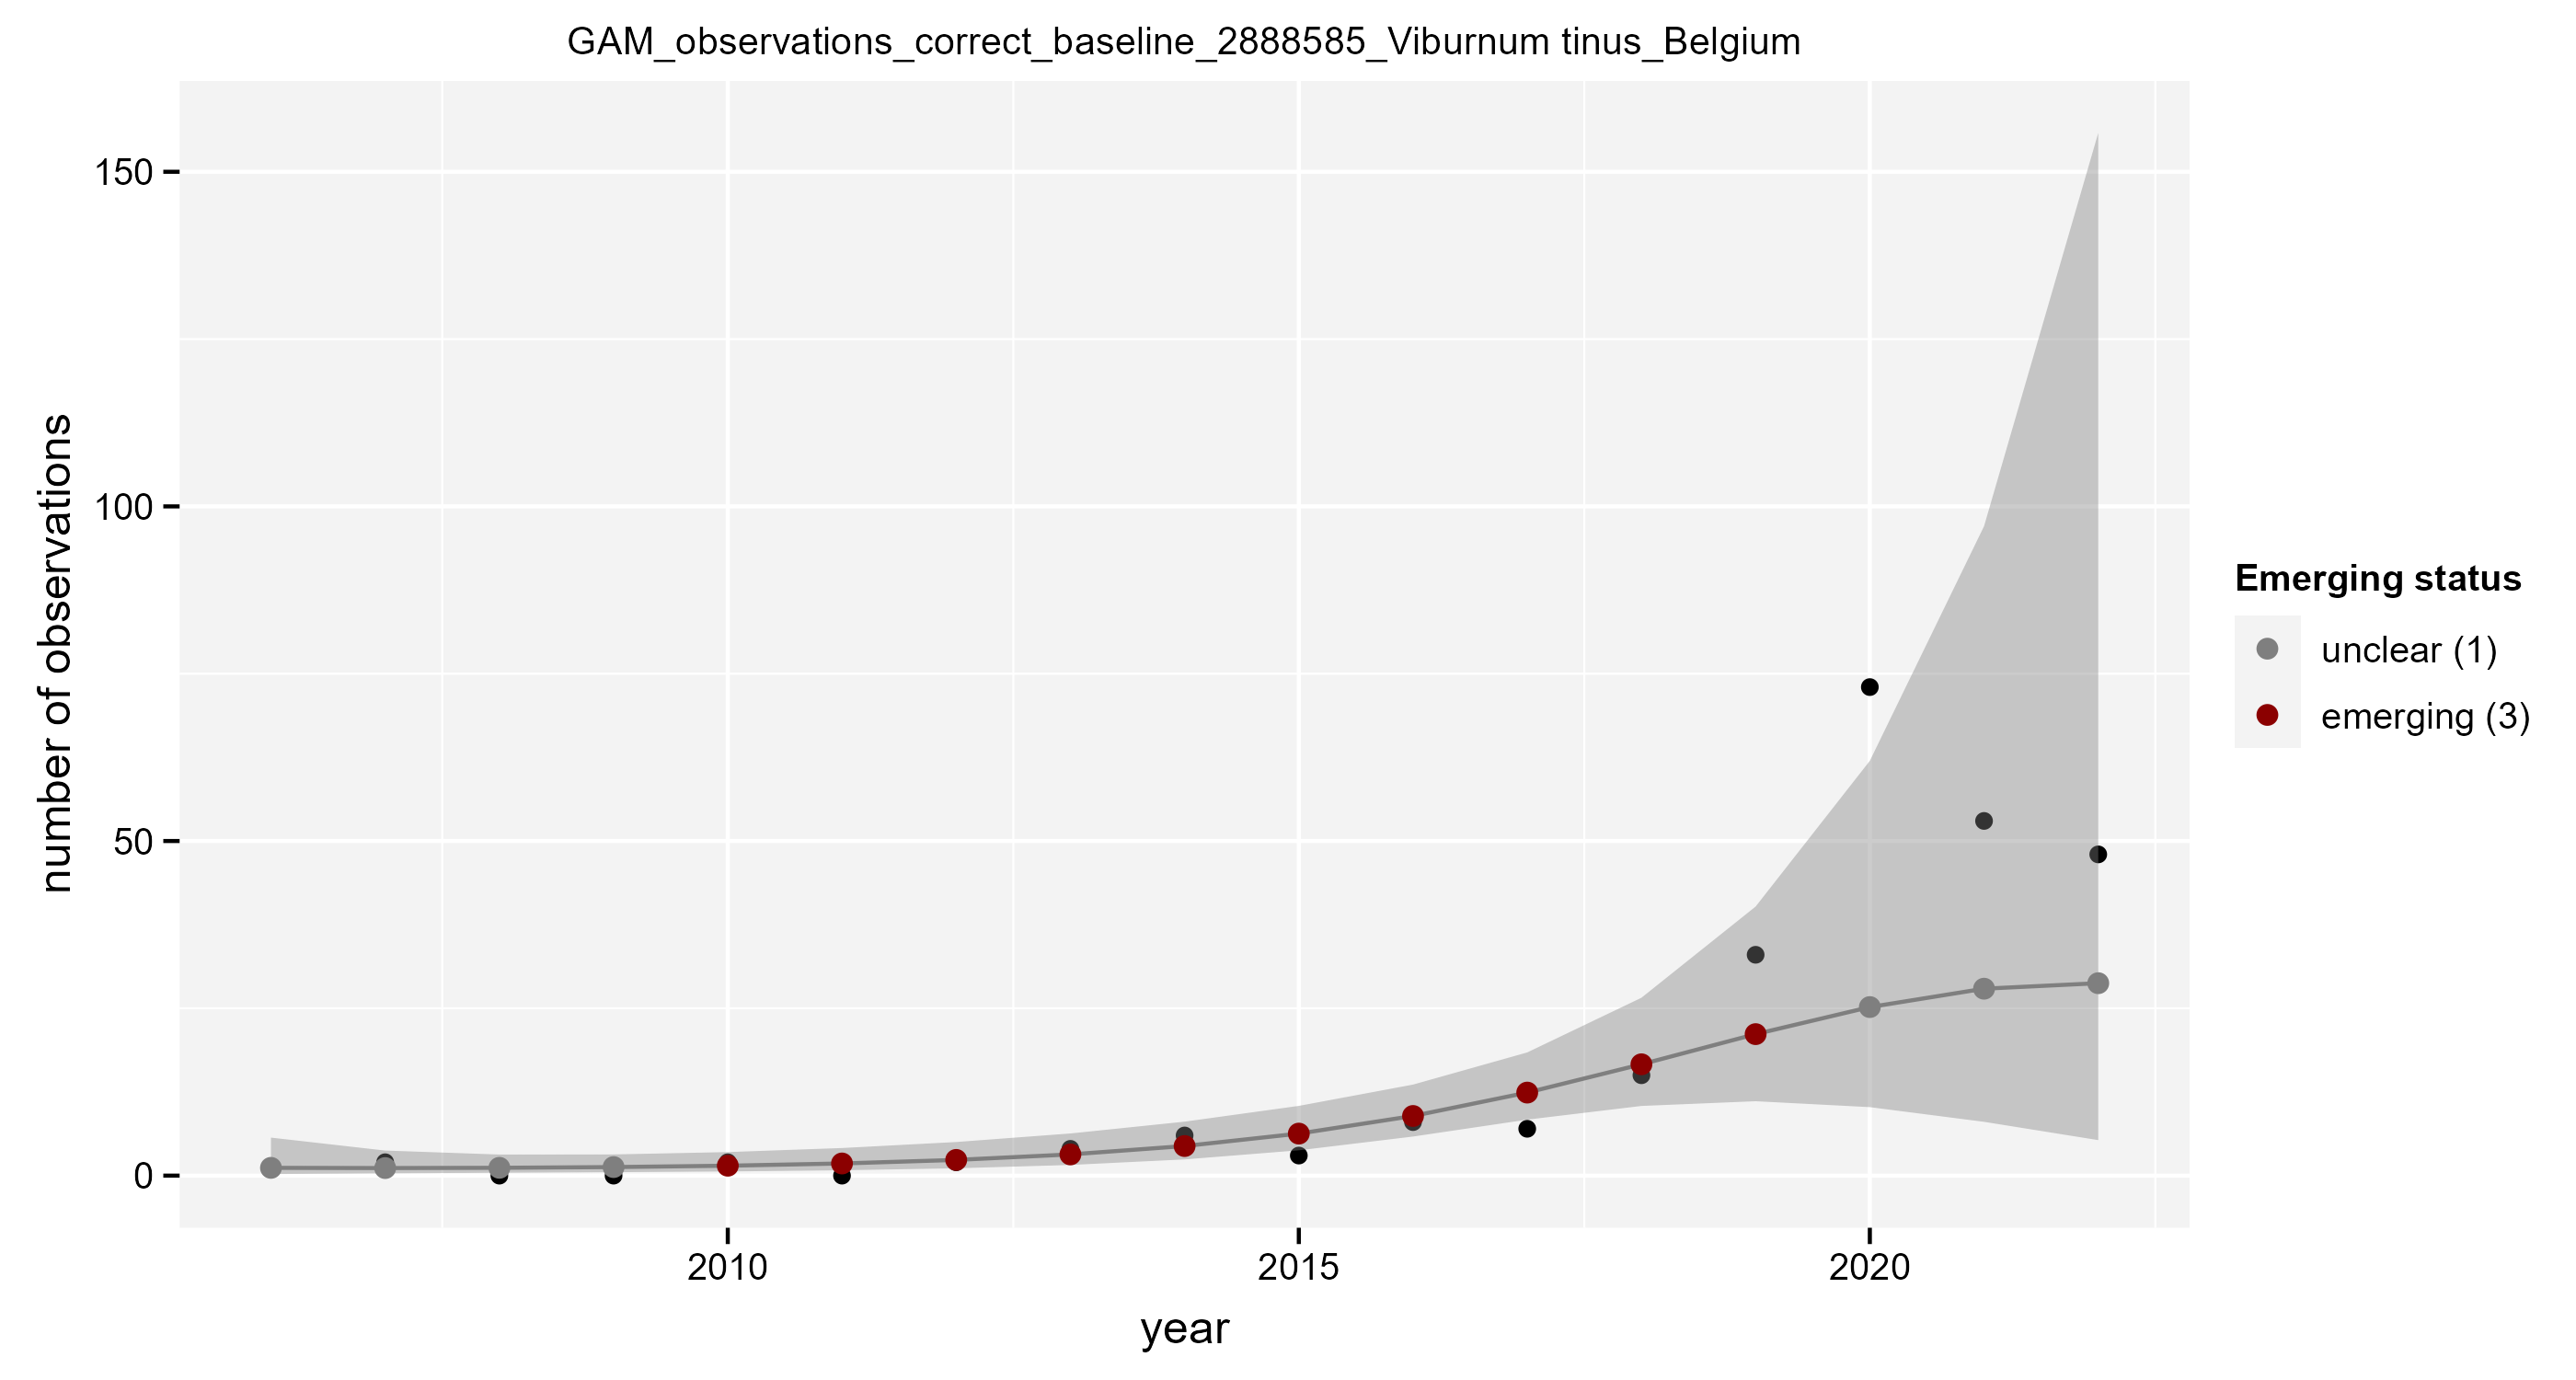 GAM_observations_correct_baseline_2888585_Viburnum tinus_Belgium
number of observations
150
100
50
0
2010
2015
2020
year
Emerging status
unclear (1)
emerging (3)